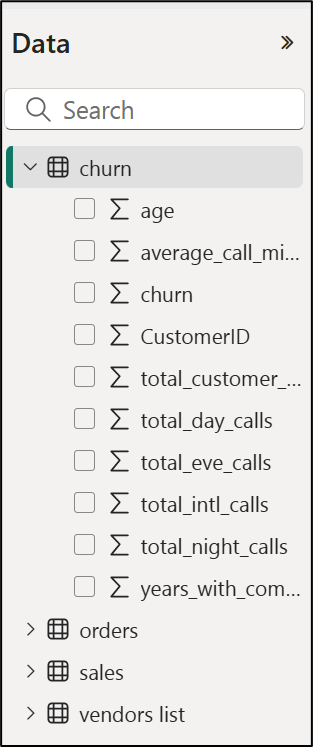 Data
Search
churn
age
average_call_mi...
churn
CustomerID
total_customer_...
total_day_calls
total_eve_calls
total_intl_calls
total_night_calls
years_with_com...
orders
sales
vendors list